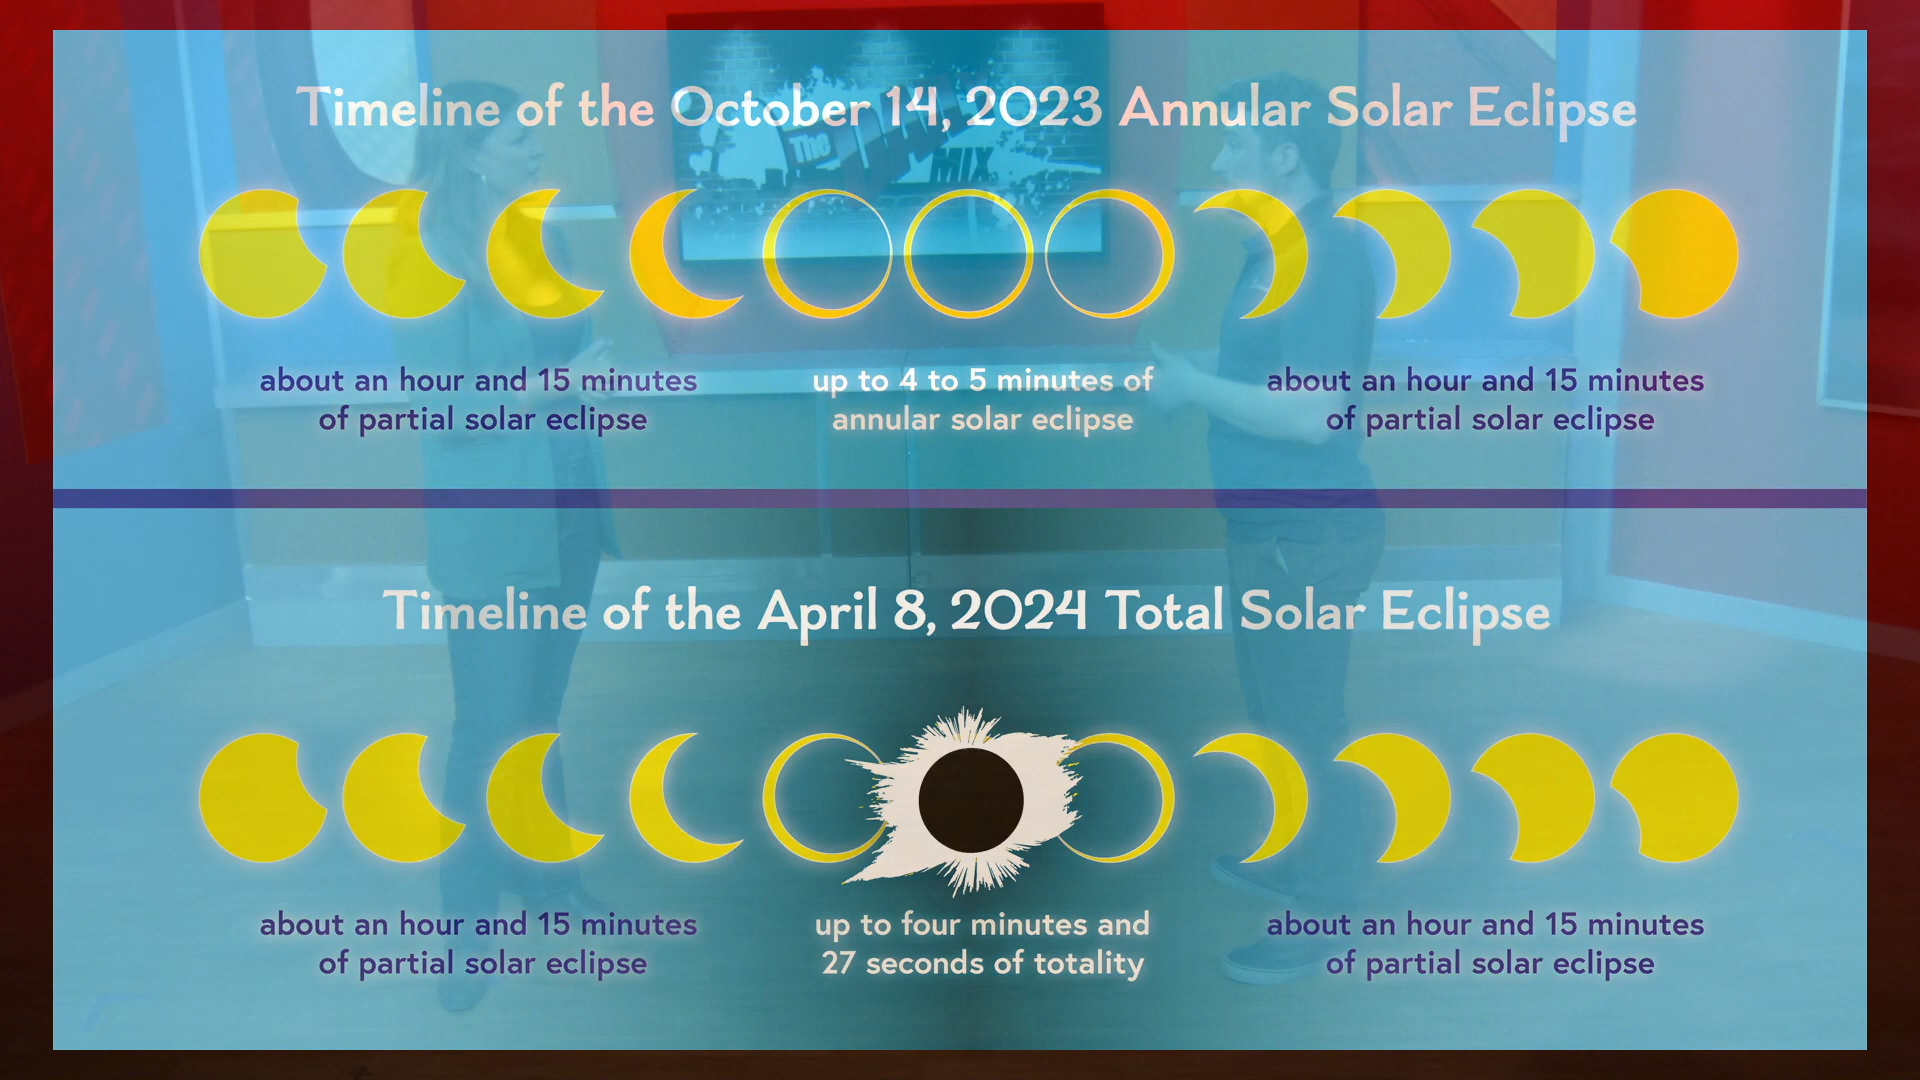 Timeline of the October 14, 2023 Annular Solar Eclipse
The
MIX
about an hour and 15 minutes
of partial solar eclipse
up to 4 to 5 minutes of
annular solar eclipse
about an hour and 15 minutes
of partial solar eclipse
Timeline of the April 8, 2024 Total Solar Eclipse
about an hour and 15 minutes
of partial solar eclipse
up to four minutes and
27 seconds of totality
about an hour and 15 minutes
of partial solar eclipse